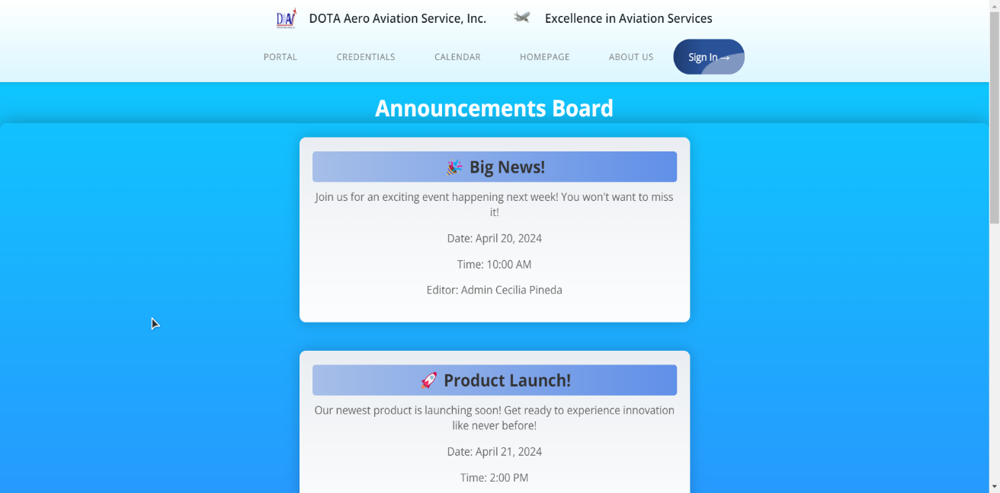 DOTA Aero Aviation Service, Inc. Excellence in Aviation Services
PORTAL CREDENTIALS CALENDAR HOMEPAGE ABOUT US Sign In →
Announcements Board
🎉 Big News!
Join us for an exciting event happening next week! You won't want to miss
it!
Date: April 20, 2024
Time: 10:00 AM
Editor: Admin Cecilia Pineda
🚀 Product Launch!
Our newest product is launching soon! Get ready to experience innovation
like never before!
Date: April 21, 2024
Time: 2:00 PM